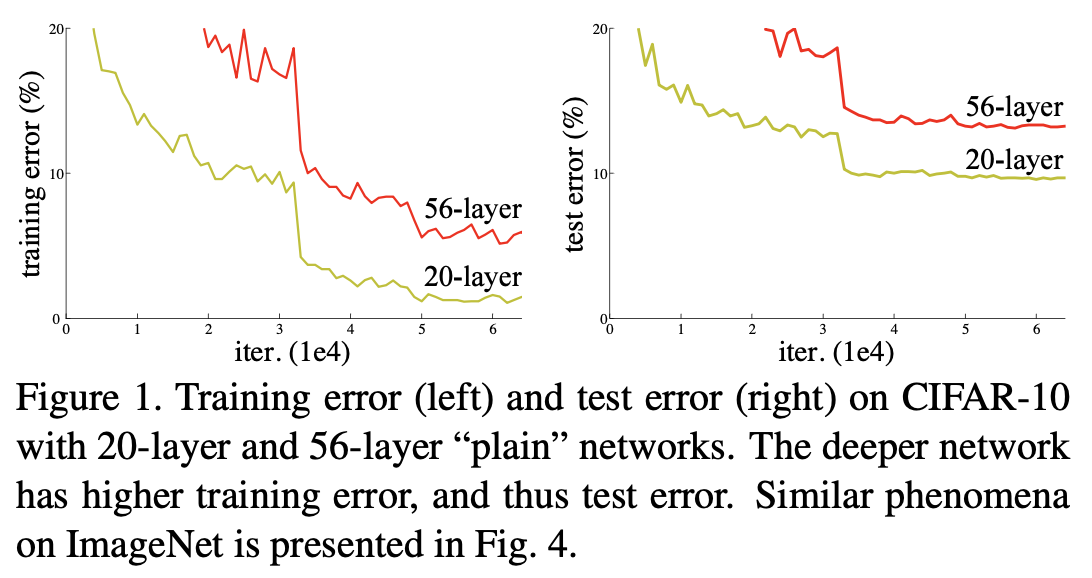 20
10
0
training error (%)
0 1 2 3 4 5 6
iter. (1e4)
56-layer
20-layer
20
10
0
test error (%)
0 1 2 3 4 5 6
iter. (1e4)
56-layer
20-layer
Figure 1. Training error (left) and test error (right) on CIFAR-10
with 20-layer and 56-layer “plain” networks. The deeper network
has higher training error, and thus test error. Similar phenomena
on ImageNet is presented in Fig. 4.